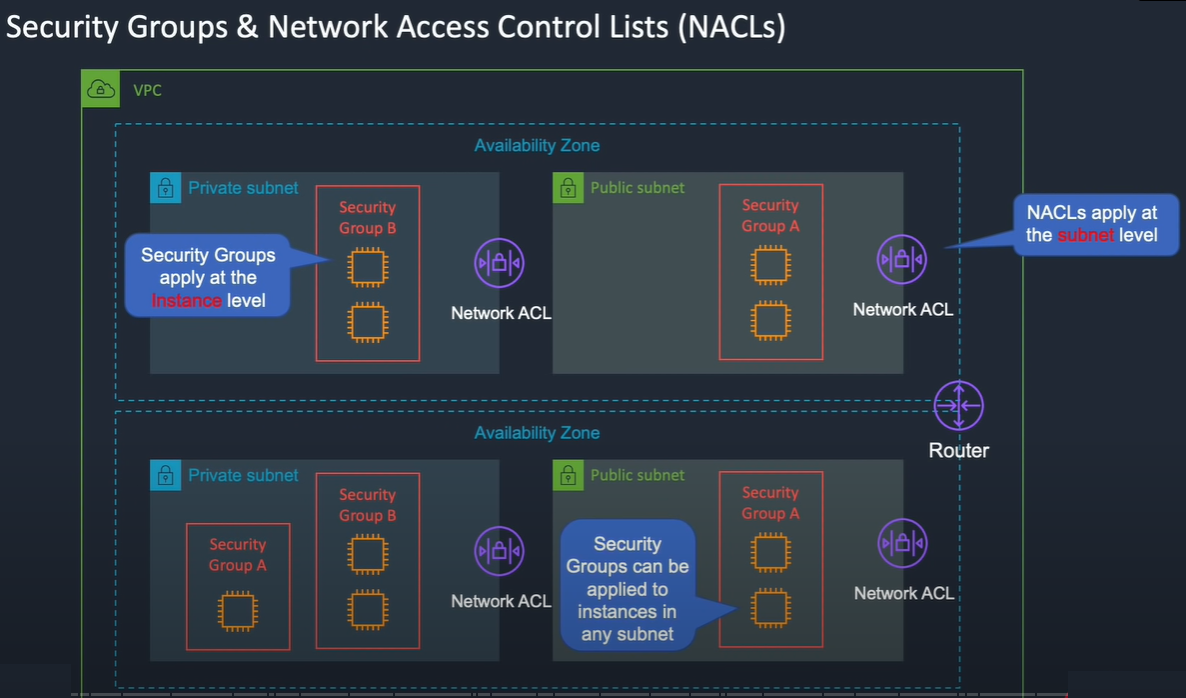 Security Groups & Network Access Control Lists (NACLs)
VPC
Availability Zone
Private subnet
Security
Group B
Security Groups
apply at the
Instance level
Network ACL
Public subnet
Security
Group A
Network ACL
NACLs apply at
the subnet level
Router
Availability Zone
Private subnet
Security
Group A
Security
Group B
Network ACL
Public subnet
Security
Groups can be
applied to
instances in
any subnet
Security
Group A
Network ACL